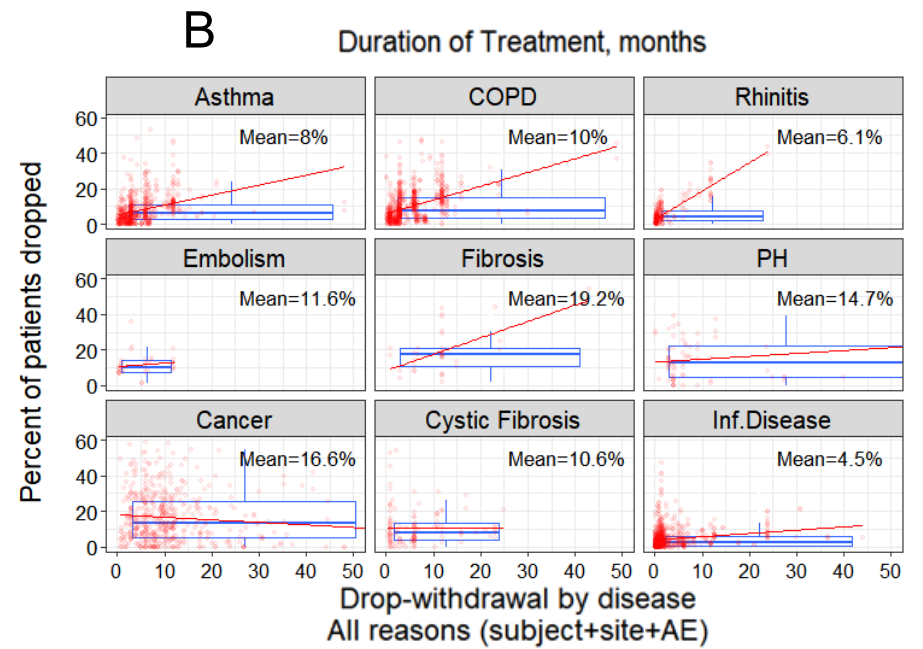 B
Duration of Treatment, months
Asthma COPD Rhinitis
60 Mean=8% Mean=10% Mean=6.1%
40
20
0
Embolism Fibrosis PH
60 Mean=11.6% Mean=19.2% Mean=14.7%
40
20
0
Cancer Cystic Fibrosis Inf.Disease
60 Mean=16.6% Mean=10.6% Mean=4.5%
40
20
0
0 10 20 30 40 50 0 10 20 30 40 50 0 10 20 30 40 50
Percent of patients dropped
Drop-withdrawal by disease
All reasons (subject+site+AE)